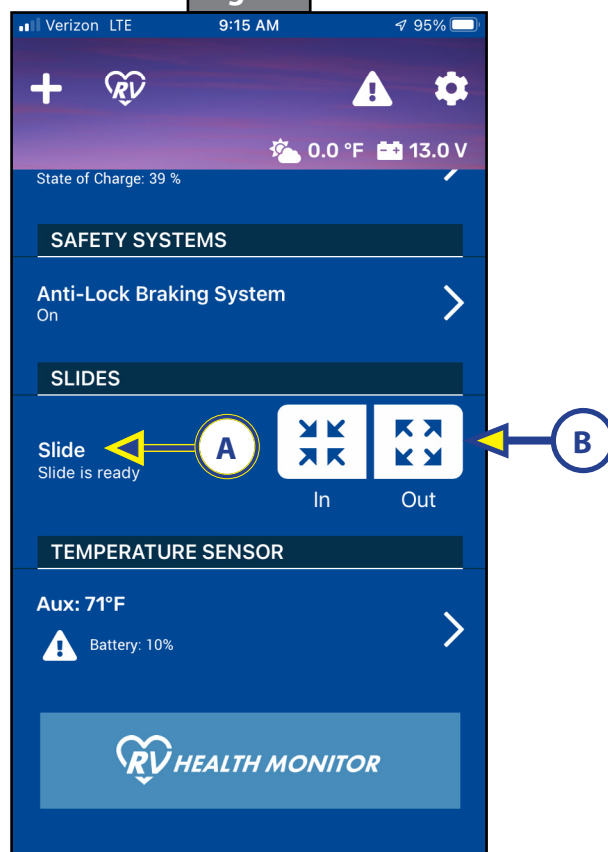 Verizon LTE 9:15 AM 95%
RV
0.0 °F 13.0 V
State of Charge: 39 %
SAFETY SYSTEMS
Anti-Lock Braking System
On
SLIDES
Slide
Slide is ready
A
B
In Out
TEMPERATURE SENSOR
Aux: 71°F
Battery: 10%
RV HEALTH MONITOR